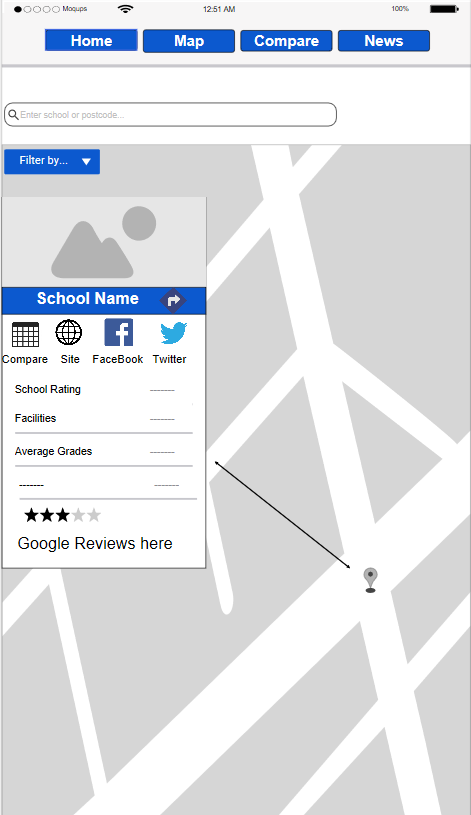 Moqups 12:51 AM 100%
Home Map Compare News
Enter school or postcode...
Filter by...
School Name
Compare Site FaceBook Twitter
School Rating -------
Facilities -------
Average Grades -------
------- -------
Google Reviews here